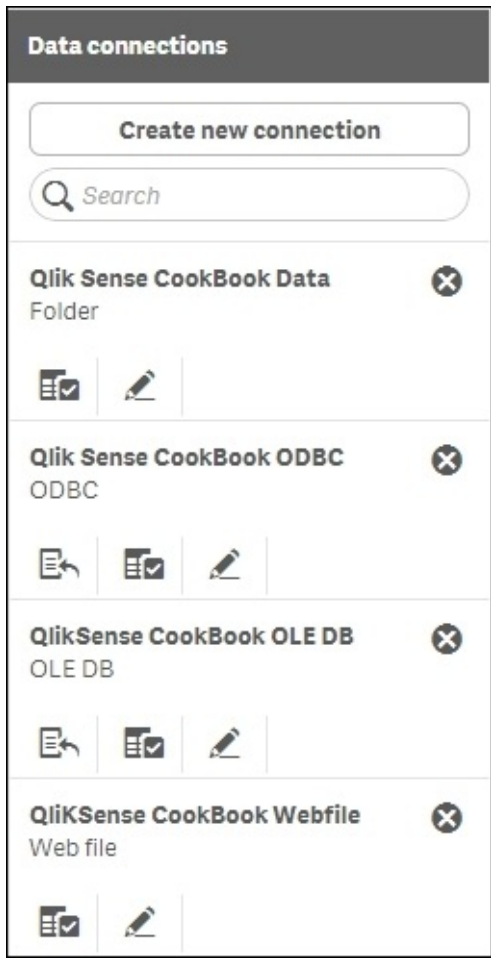 Data connections
Create new connection
Search
Qlik Sense CookBook Data
Folder
Qlik Sense CookBook ODBC
ODBC
QlikSense CookBook OLE DB
OLE DB
QliKSense CookBook Webfile
Web file